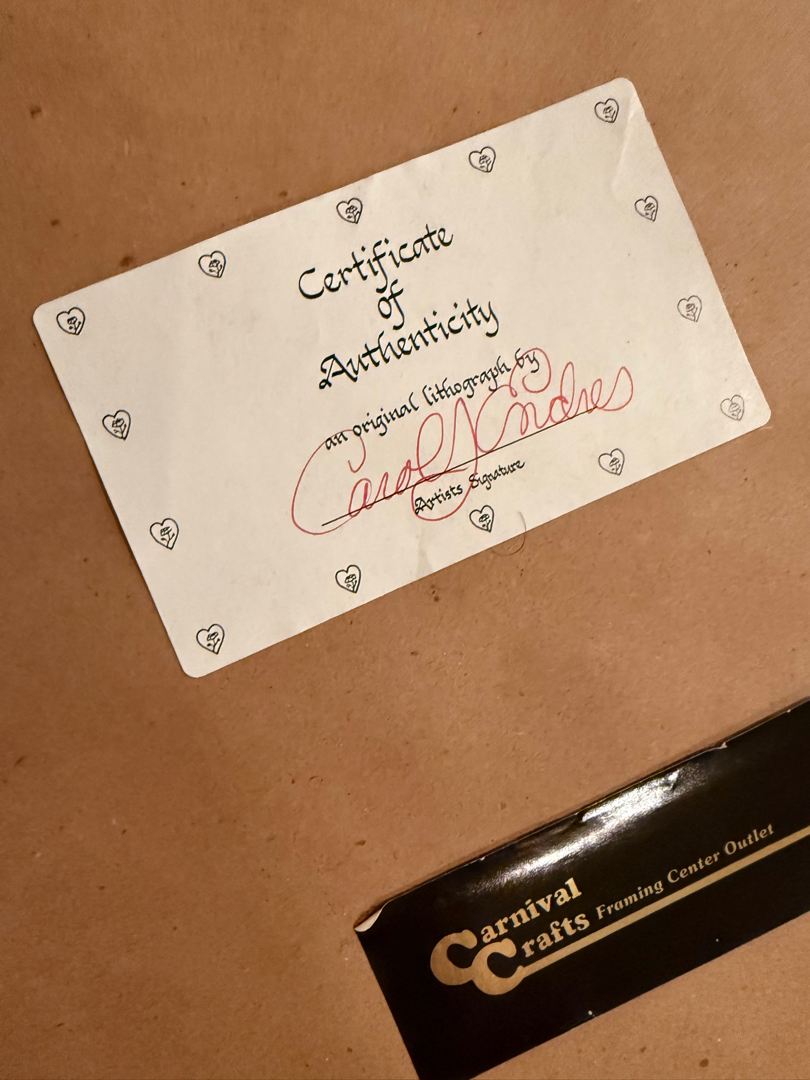 Certificate
of
Authenticity
an original lithograph by
Carol Endres
Artists Signature
Carnival
Crafts Framing Center Outlet